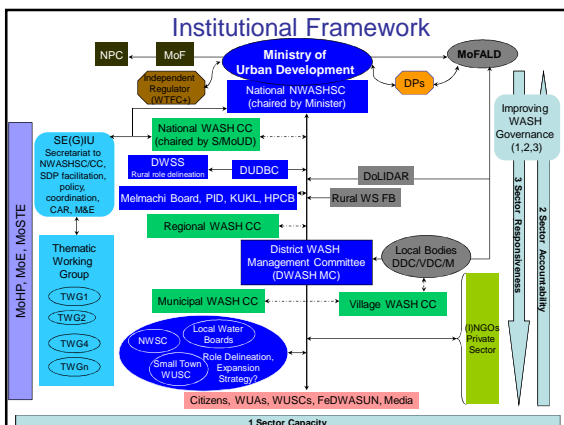 Institutional Framework
NPC
MoF
Ministry of
Urban Development
MoFALD
Independent
Regulator
(WTFC+)
DPs
National NWASHSC
(chaired by Minister)
Improving
WASH
Governance
(1,2,3)
SE(G)IU
Secretariat to
NWASHSC/CC,
SDP facilitation,
policy,
coordination,
CAR, M&E
National WASH CC
(chaired by S/MoUD)
DWSS
Rural role delineation
DUDBC
DoLIDAR
Melmachi Board, PID, KUKL, HPCB
Rural WS FB
Regional WASH CC
MoHP, MoE, MoSTE
Thematic
Working
Group
TWG1
TWG2
TWG4
TWGn
District WASH
Management Committee
(DWASH MC)
Local Bodies
DDC/VDC/M
3 Sector Responsiveness
2 Sector Accountability
Municipal WASH CC
Village WASH CC
NWSC
Local Water
Boards
Small Town
WUSC
Role Delineation,
Expansion
Strategy?
(I)NGOs
Private
Sector
Citizens, WUAs, WUSCs, FeDWASUN, Media
1 Sector Capacity